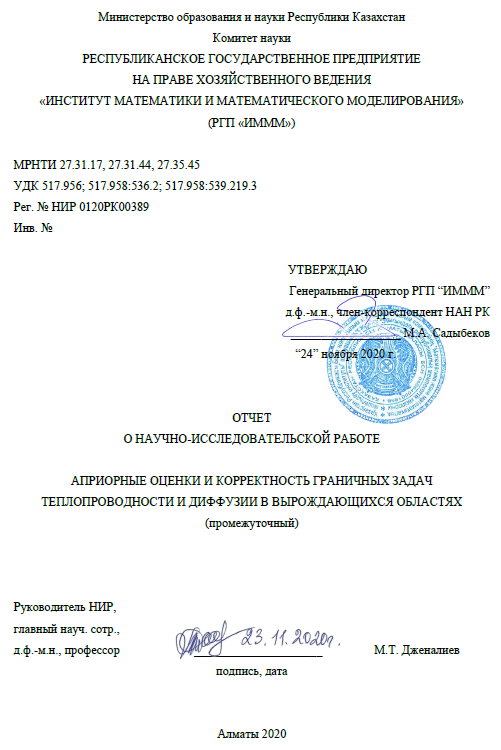 Министерство образования и науки Республики Казахстан
Комитет науки
РЕСПУБЛИКАНСКОЕ ГОСУДАРСТВЕННОЕ ПРЕДПРИЯТИЕ
НА ПРАВЕ ХОЗЯЙСТВЕННОГО ВЕДЕНИЯ
«ИНСТИТУТ МАТЕМАТИКИ И МАТЕМАТИЧЕСКОГО МОДЕЛИРОВАНИЯ»
(РГП «ИМММ»)
МРНТИ 27.31.17, 27.31.44, 27.35.45
УДК 517.956; 517.958:536.2; 517.958:539.219.3
Рег. № НИР 0120РК00389
Инв. №
УТВЕРЖДАЮ
Генеральный директор РГП “ИМММ”
д.ф.-м.н., член-корреспондент НАН РК
М.А. Садыбеков
“24” ноября 2020 г.
ОТЧЕТ
О НАУЧНО-ИССЛЕДОВАТЕЛЬСКОЙ РАБОТЕ
АПРИОРНЫЕ ОЦЕНКИ И КОРРЕКТНОСТЬ ГРАНИЧНЫХ ЗАДАЧ
ТЕПЛОПРОВОДНОСТИ И ДИФФУЗИИ В ВЫРОЖДАЮЩИХСЯ ОБЛАСТЯХ
(промежуточный)
Руководитель НИР,
главный науч. сотр.,
д.ф.-м.н., профессор 23.11.2020г. М.Т. Дженалиев
подпись, дата
Алматы 2020